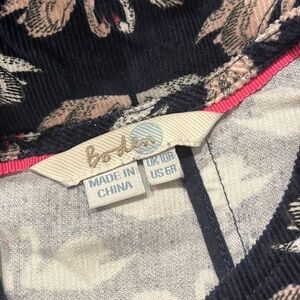 Boden
MADE IN
CHINA
UK 10R
US 6R